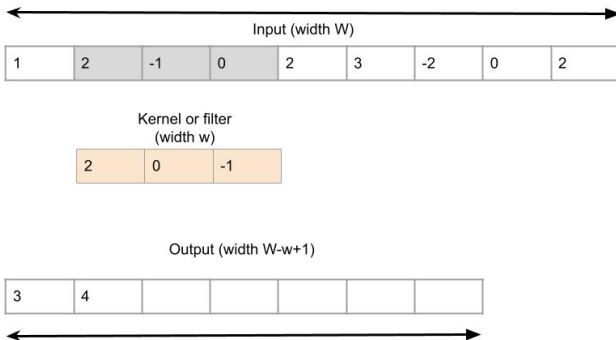 Input (width W)
1 2 -1 0 2 3 -2 0 2
Kernel or filter
(width w)
2 0 -1
Output (width W-w+1)
3 4